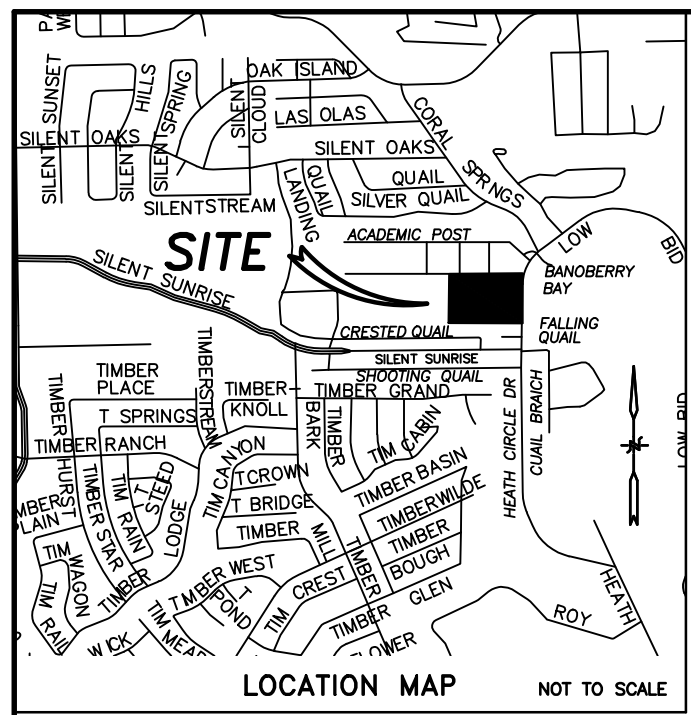 SILENT SUNSET
HILLS
SILENT
SILENTSPRING
SILENT
CLOUD
OAK ISLAND
LAS OLAS
CORAL
SPRNGS
SILENT OAKS
SILENT OAKS
QUAIL
QUAIL
SILVER QUAIL
LANDING
SILENTSTREAM
ACADEMIC POST
LOW
BID
SITE
BANOBERRY
BAY
SILENT SUNRISE
CRESTED QUAIL
FALLING
QUAIL
SILENT SUNRISE
SHOOTING QUAIL
TIMBER
PLACE
TIMBERSTREAM
TIMBER
KNOLL
TIMBER GRAND
T SPRINGS
BARK
TIMBER
HEATH CIRCLE DR
CUAIL BRAICH
LOW BID
TIMBER RANCH
TIMBER
HURST
TIM CANYON
TIM CABIN
N
T CROWN
TIMBER BASIN
T
STEED
TIM
RAIN
TIMBER STAR
LODGE
T BRIDGE
TIMBERWILDE
MBER
PLAIN
TIMBER
MILL
TIMBER
BOUGH
TIM
WAGON
TIMBER
TIMBER WEST
TIM
CREST
TIMBER
GLEN
TIMBER
HEATH
T
POND
ROY
TIM RAIL
WICK
TIM MEAD
FLOWER
LOCATION MAP
NOT TO SCALE